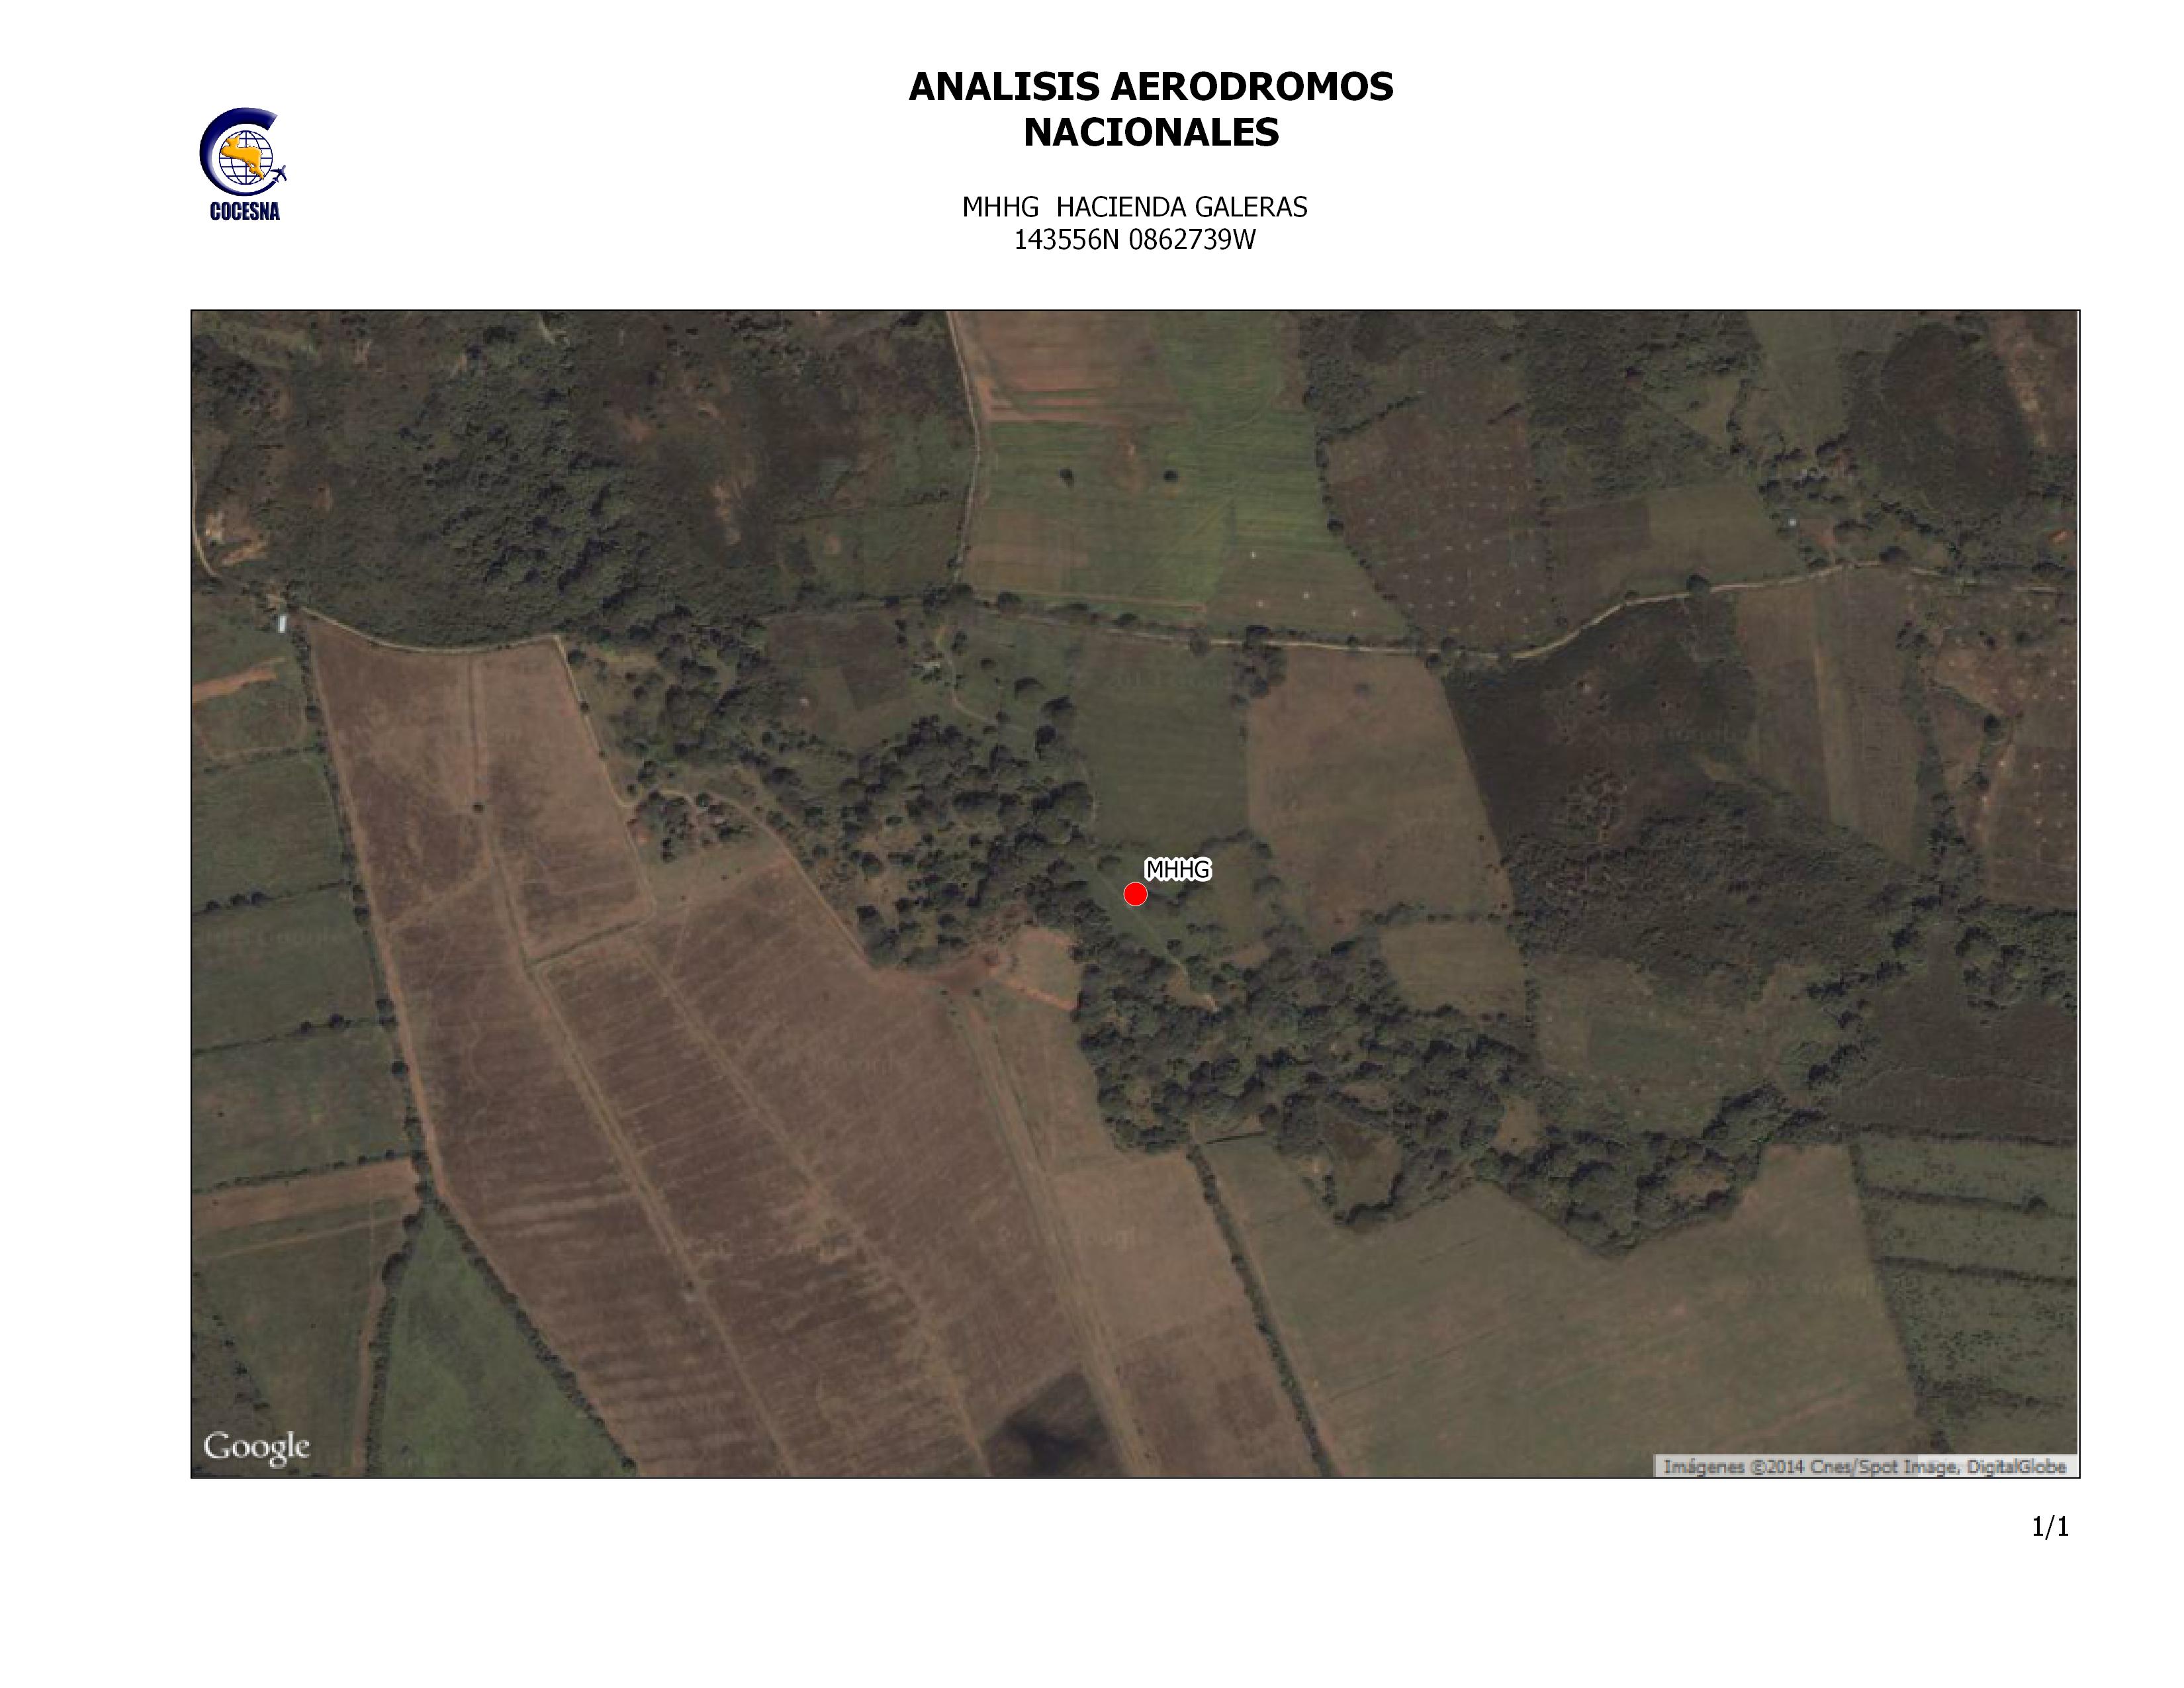 ANALISIS AERODROMOS
NACIONALES
COCESNA
MHHG HACIENDA GALERAS
143556N 0862739W
MHHG
Google
Imágenes ©2014 Cnes/Spot Image, DigitalGlobe
1/1